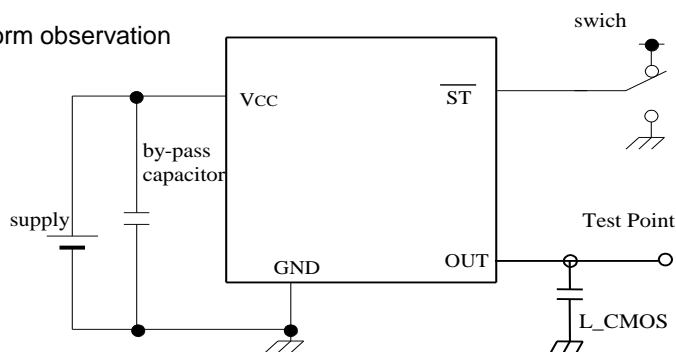 orm observation
swich
VCC
ST
by-pass
capacitor
supply
Test Point
GND
OUT
L_CMOS